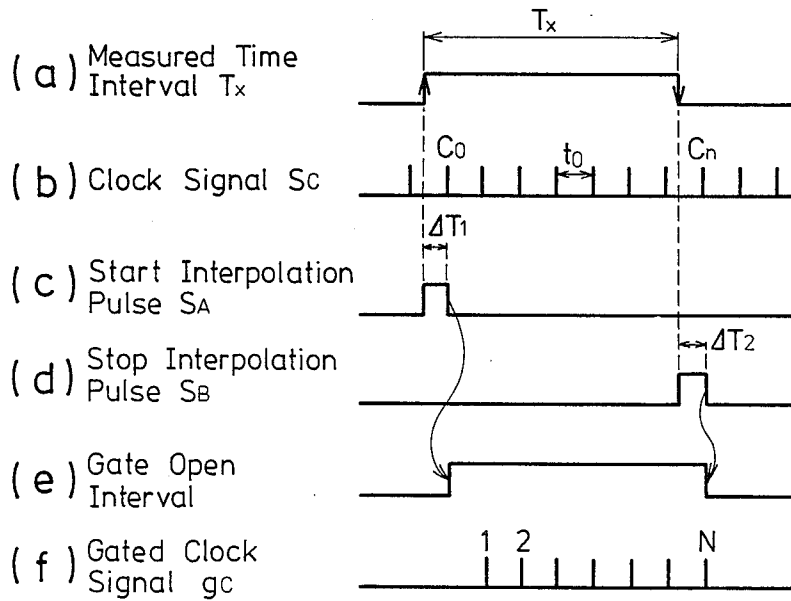 Tx
(a) Measured Time
Interval Tx
C0 t0 Cn
(b) Clock Signal Sc
ΔT1
(c) Start Interpolation
Pulse SA
ΔT2
(d) Stop Interpolation
Pulse SB
(e) Gate Open
Interval
1 2 N
(f) Gated Clock
Signal gc